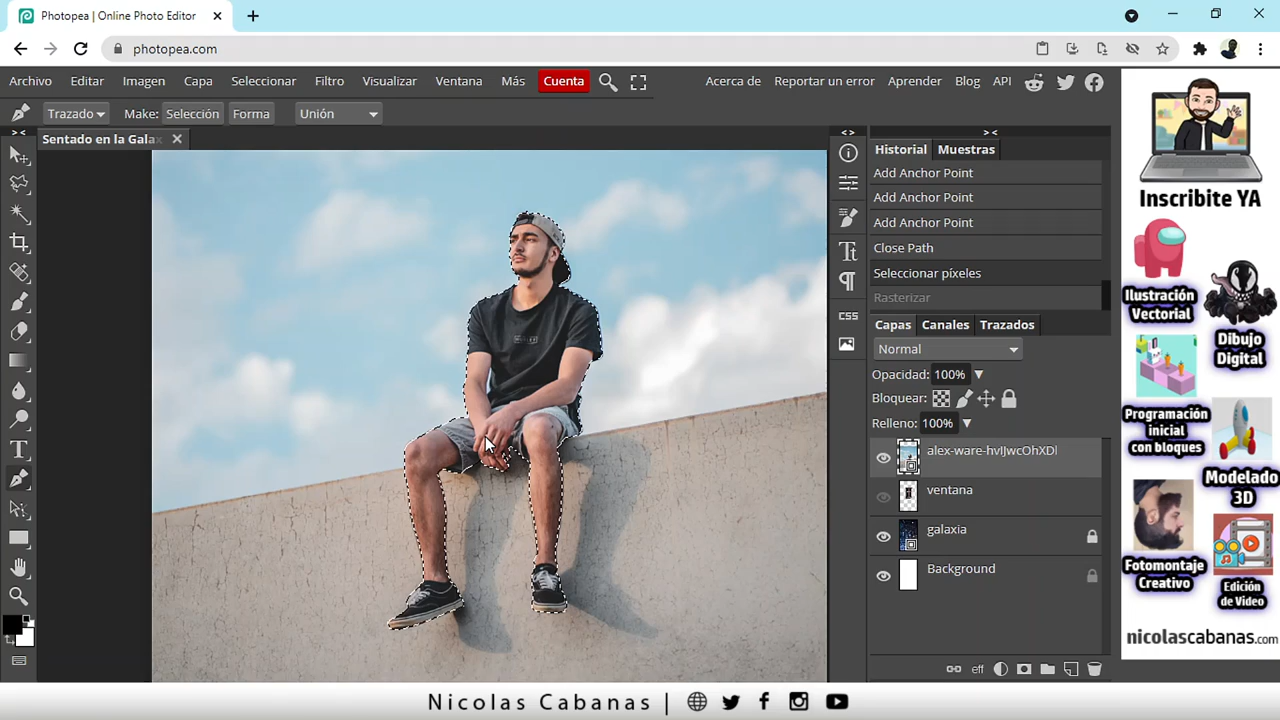 Photopea | Online Photo Editor
photopea.com
Archivo Editar Imagen Capa Seleccionar Filtro Visualizar Ventana Más Cuenta
Acerca de Reportar un error Aprender Blog API
Trazado Make: Selección Forma Unión
Sentado en la Gala
Historial Muestras
Add Anchor Point
Add Anchor Point
Add Anchor Point
Close Path
Seleccionar píxeles
Rasterizar
Capas Canales Trazados
Normal
Opacidad: 100%
Bloquear:
Relleno: 100%
alex-ware-hvIJwcOhXDI
ventana
galaxia
Background
eff
CSS
Inscribite YA
Ilustración
Vectorial
Dibujo
Digital
Programación
inicial
con bloques
Modelado
3D
Fotomontaje
Creativo
Edición
de Video
nicolascabanas.com
Nicolas Cabanas |